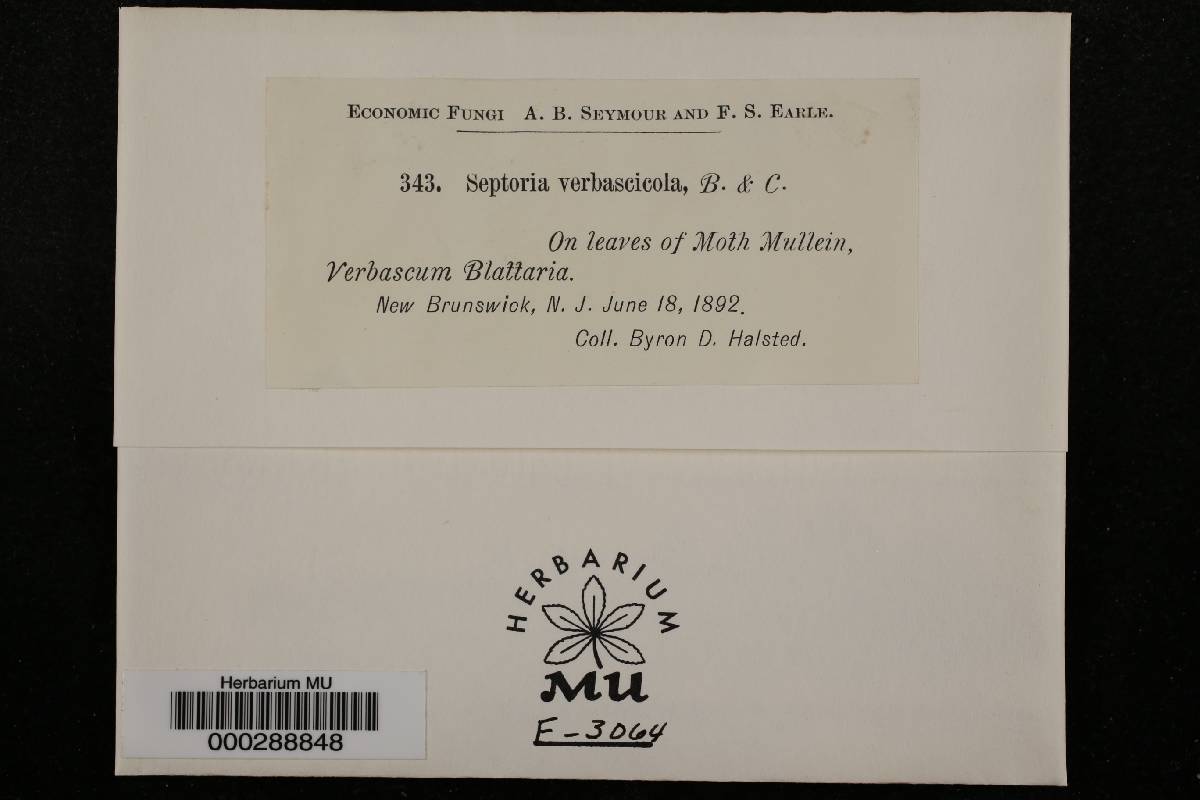 ECONOMIC FUNGI A. B. SEYMOUR AND F. S. EARLE.
343. Septoria verbascicola, B. & C.
On leaves of Moth Mullein,
Verbascum Blattaria.
New Brunswick, N. J. June 18, 1892.
Coll. Byron D. Halsted.
HERBARIUM
MU
F-3064
Herbarium MU
000288848